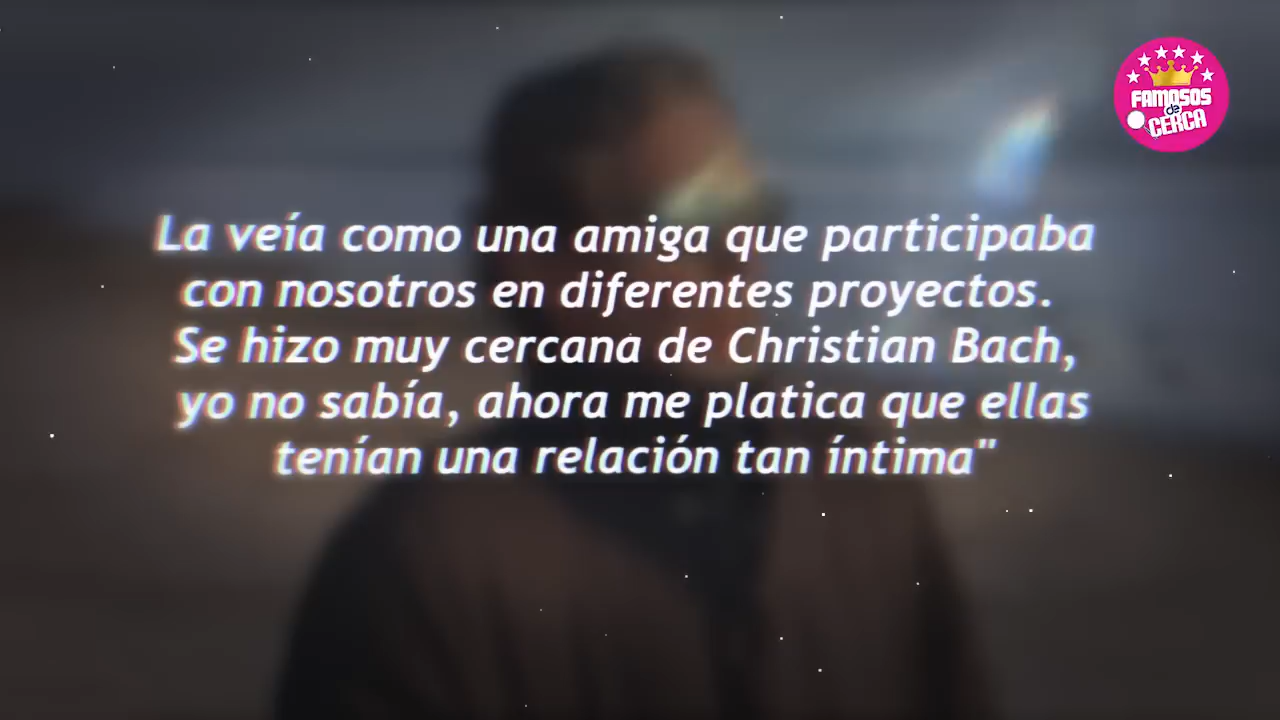 FAMOSOS
de
CERCA
La veía como una amiga que participaba
con nosotros en diferentes proyectos.
Se hizo muy cercana de Christian Bach,
yo no sabía, ahora me platica que ellas
tenían una relación tan íntima"